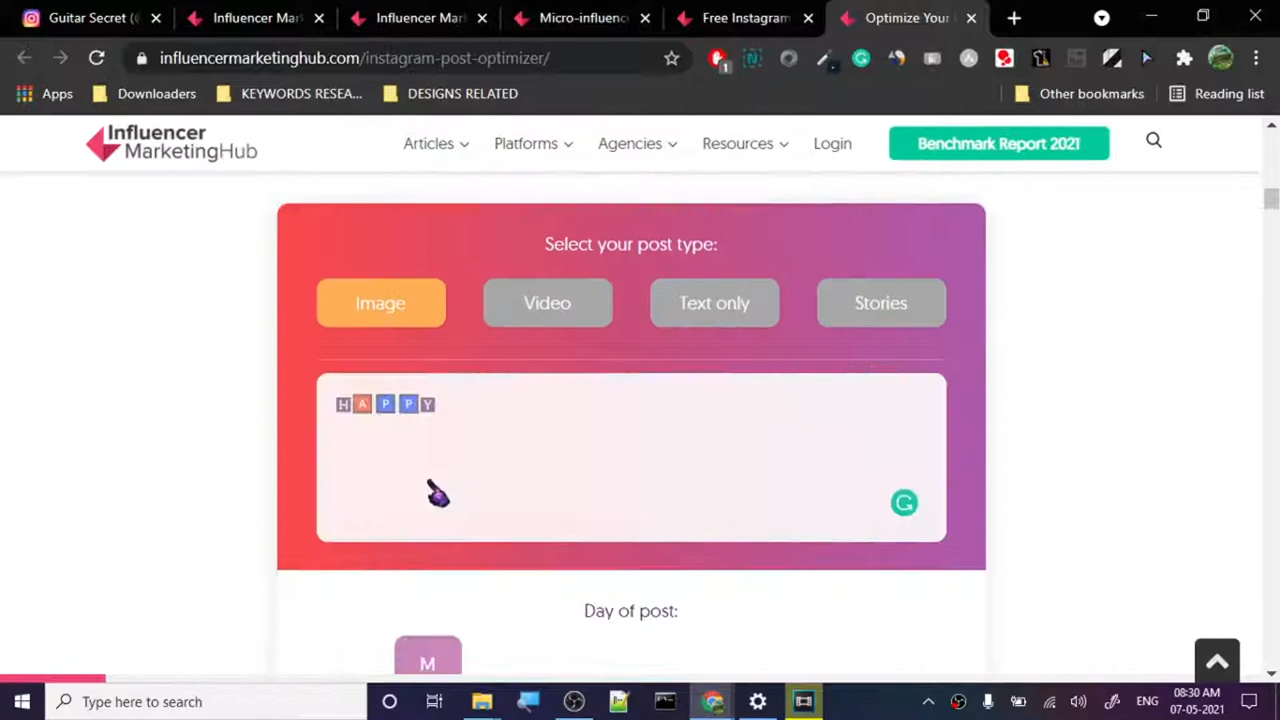 Guitar Secret (
Influencer Mar
Influencer Mar
Micro-influenc
Free Instagram
Optimize Your
influencermarketinghub.com/instagram-post-optimizer/
1
Apps
Downloaders
KEYWORDS RESEA...
DESIGNS RELATED
Other bookmarks
Reading list
Influencer
MarketingHub
Articles
Platforms
Agencies
Resources
Login
Benchmark Report 2021
Select your post type:
Image
Video
Text only
Stories
HAPPY
Day of post:
M
Type here to search
ENG
08:30 AM
07-05-2021